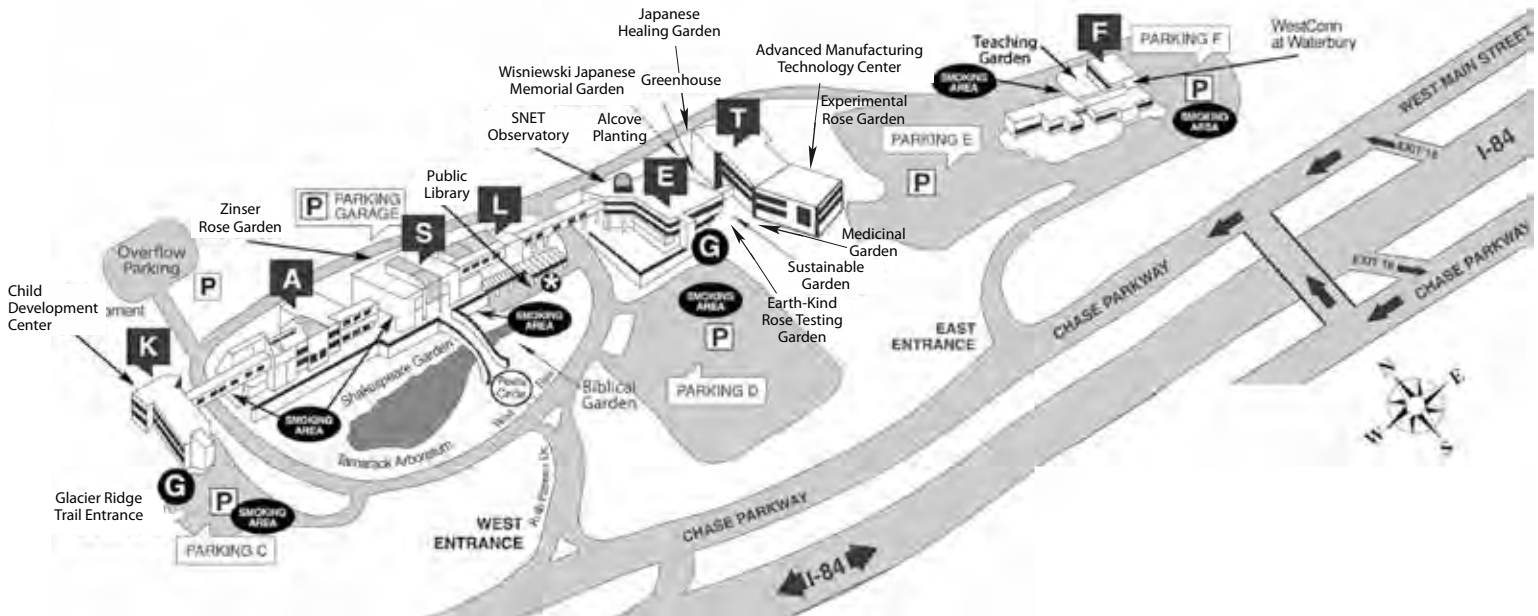 Japanese
Healing Garden
Advanced Manufacturing
Technology Center
Teaching
Garden
F
PARKING F
WestConn
at Waterbury
Wisniewski Japanese
Memorial Garden
Greenhouse
SMOKING
AREA
P
SMOKING
AREA
WEST MAIN STREET
SNET
Observatory
Alcove
Planting
T
Experimental
Rose Garden
PARKING E
P
EXIT 18
I-84
Public
Library
E
L
P PARKING
GARAGE
Zinser
Rose Garden
S
Overflow
Parking
P
A
G
Medicinal
Garden
Sustainable
Garden
Earth-Kind
Rose Testing
Garden
EXIT 18
CHASE PARKWAY
CHASE PARKWAY
Child
Development
Center
K
*
SMOKING
AREA
SMOKING
AREA
P
EAST
ENTRANCE
Shakespeare Garden
Circle
Biblical
Garden
PARKING D
N
E
W
S
SMOKING
AREA
Tamarack Arboretum
Glacier Ridge
Trail Entrance
G
P
SMOKING
AREA
PARKING C
WEST
ENTRANCE
CHASE PARKWAY
I-84